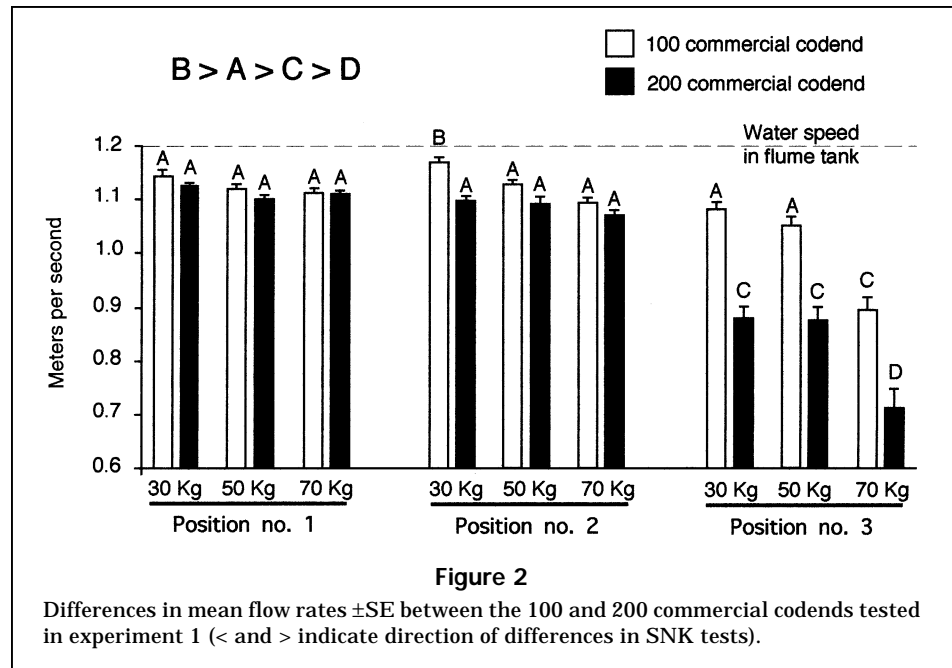 B > A > C > D
100 commercial codend
200 commercial codend
Water speed
in flume tank
Meters per second
1.2
1.1
1.0
0.9
0.8
0.7
0.6
A A A A A A
B A A A A A
A C A C C D
30 Kg 50 Kg 70 Kg 30 Kg 50 Kg 70 Kg 30 Kg 50 Kg 70 Kg
Position no. 1 Position no. 2 Position no. 3
Figure 2
Differences in mean flow rates ±SE between the 100 and 200 commercial codends tested
in experiment 1 (< and > indicate direction of differences in SNK tests).